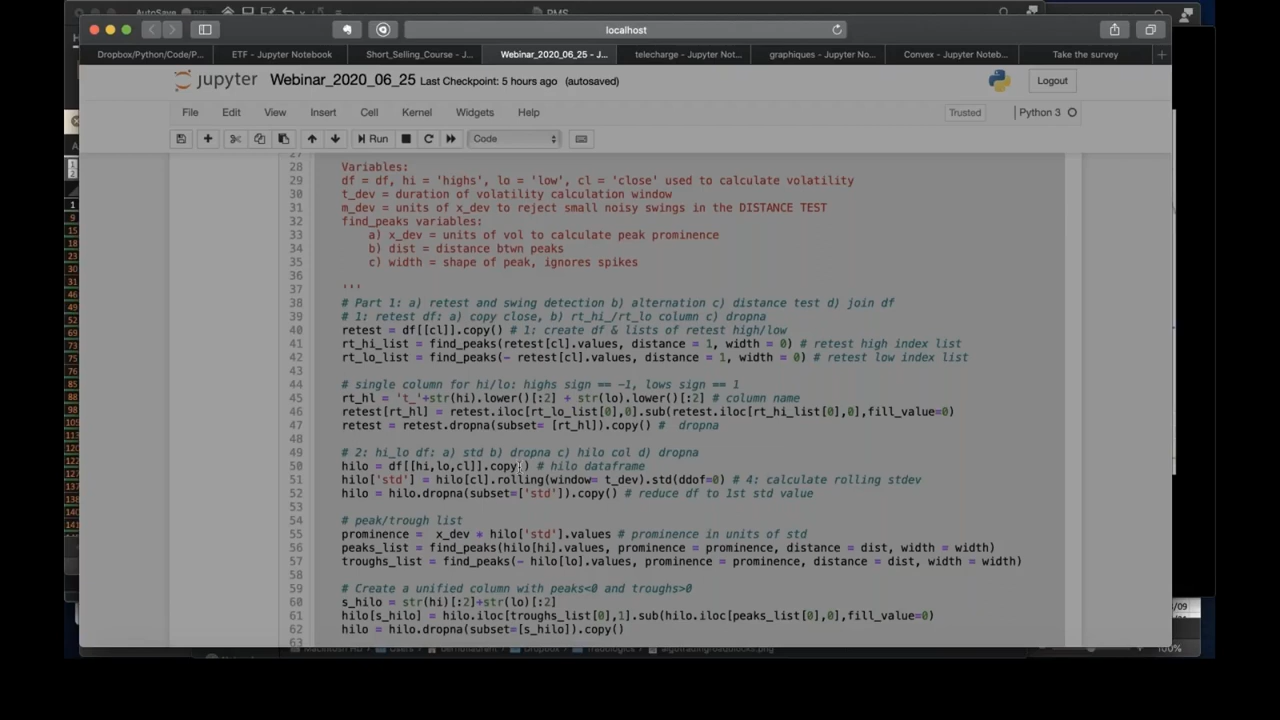 AutoSave
RMS
localhost
Dropbox/Python/Code/P...
ETF - Jupyter Notebook
Short_Selling_Course - J...
Webinar_2020_06_25 - J...
telecharge - Jupyter Not...
graphiques - Jupyter No...
Convex - Jupyter Noteb...
Take the survey
jupyter
Webinar_2020_06_25 Last Checkpoint: 5 hours ago (autosaved)
Logout
File Edit View Insert Cell Kernel Widgets Help
Trusted
Python 3
Run
Code
27
28 Variables:
29 df = df, hi = 'highs', lo = 'low', cl = 'close' used to calculate volatility
30 t_dev = duration of volatility calculation window
31 m_dev = units of x_dev to reject small noisy swings in the DISTANCE TEST
32 find_peaks variables:
33 a) x_dev = units of vol to calculate peak prominence
34 b) dist = distance btwn peaks
35 c) width = shape of peak, ignores spikes
36
37 '''
38 # Part 1: a) retest and swing detection b) alternation c) distance test d) join df
39 # 1: retest df: a) copy close, b) rt_hi_/rt_lo column c) dropna
40 retest = df[[cl]].copy() # 1: create df & lists of retest high/low
41 rt_hi_list = find_peaks(retest[cl].values, distance = 1, width = 0) # retest high index list
42 rt_lo_list = find_peaks(- retest[cl].values, distance = 1, width = 0) # retest low index list
43
44 # single column for hi/lo: highs sign == -1, lows sign == 1
45 rt_hl = 't_'+str(hi).lower()[:2] + str(lo).lower()[:2] # column name
46 retest[rt_hl] = retest.iloc[rt_lo_list[0],0].sub(retest.iloc[rt_hi_list[0],0],fill_value=0)
47 retest = retest.dropna(subset= [rt_hl]).copy() # dropna
48
49 # 2: hi_lo df: a) std b) dropna c) hilo col d) dropna
50 hilo = df[[hi,lo,cl]].copy() # hilo dataframe
51 hilo['std'] = hilo[cl].rolling(window= t_dev).std(ddof=0) # 4: calculate rolling stdev
52 hilo = hilo.dropna(subset=['std']).copy() # reduce df to 1st std value
53
54 # peak/trough list
55 prominence = x_dev * hilo['std'].values # prominence in units of std
56 peaks_list = find_peaks(hilo[hi].values, prominence = prominence, distance = dist, width = width)
57 troughs_list = find_peaks(- hilo[lo].values, prominence = prominence, distance = dist, width = width)
58
59 # Create a unified column with peaks<0 and troughs>0
60 s_hilo = str(hi)[:2]+str(lo)[:2]
61 hilo[s_hilo] = hilo.iloc[troughs_list[0],1].sub(hilo.iloc[peaks_list[0],0],fill_value=0)
62 hilo = hilo.dropna(subset=[s_hilo]).copy()
63
100%